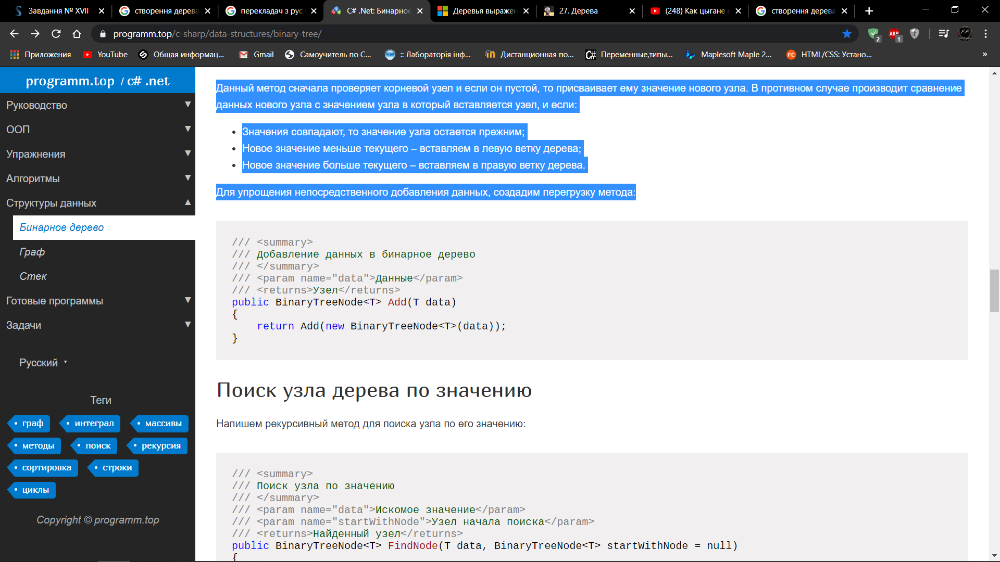 Завдання № XVII
створення дерева
перекладач з рус
C# .Net: Бинарное
Деревья выражен
27. Дерева
(248) Как цыгане
створення дерева
programm.top/c-sharp/data-structures/binary-tree/
2
ABP
1
Приложения
YouTube
Общая информац...
Gmail
Самоучитель по С...
:: Лабораторія інф...
Дистанционная по...
Переменные,типы...
Maplesoft Maple 2...
HTML/CSS: Устано...
»
programm.top / c# .net
Руководство
ООП
Упражнения
Алгоритмы
Структуры данных
Бинарное дерево
Граф
Стек
Готовые программы
Задачи
Русский
Теги
граф
интеграл
массивы
методы
поиск
рекурсия
сортировка
строки
циклы
Copyright © programm.top
Данный метод сначала проверяет корневой узел и если он пустой, то присваивает ему значение нового узла. В противном случае производит сравнение
данных нового узла с значением узла в который вставляется узел, и если:
• Значения совпадают, то значение узла остается прежним;
• Новое значение меньше текущего – вставляем в левую ветку дерева;
• Новое значение больше текущего – вставляем в правую ветку дерева.
Для упрощения непосредственного добавления данных, создадим перегрузку метода:
/// <summary>
/// Добавление данных в бинарное дерево
/// </summary>
/// <param name="data">Данные</param>
/// <returns>Узел</returns>
public BinaryTreeNode<T> Add(T data)
{
return Add(new BinaryTreeNode<T>(data));
}
Поиск узла дерева по значению
Напишем рекурсивный метод для поиска узла по его значению:
/// <summary>
/// Поиск узла по значению
/// </summary>
/// <param name="data">Искомое значение</param>
/// <param name="startWithNode">Узел начала поиска</param>
/// <returns>Найденный узел</returns>
public BinaryTreeNode<T> FindNode(T data, BinaryTreeNode<T> startWithNode = null)
{